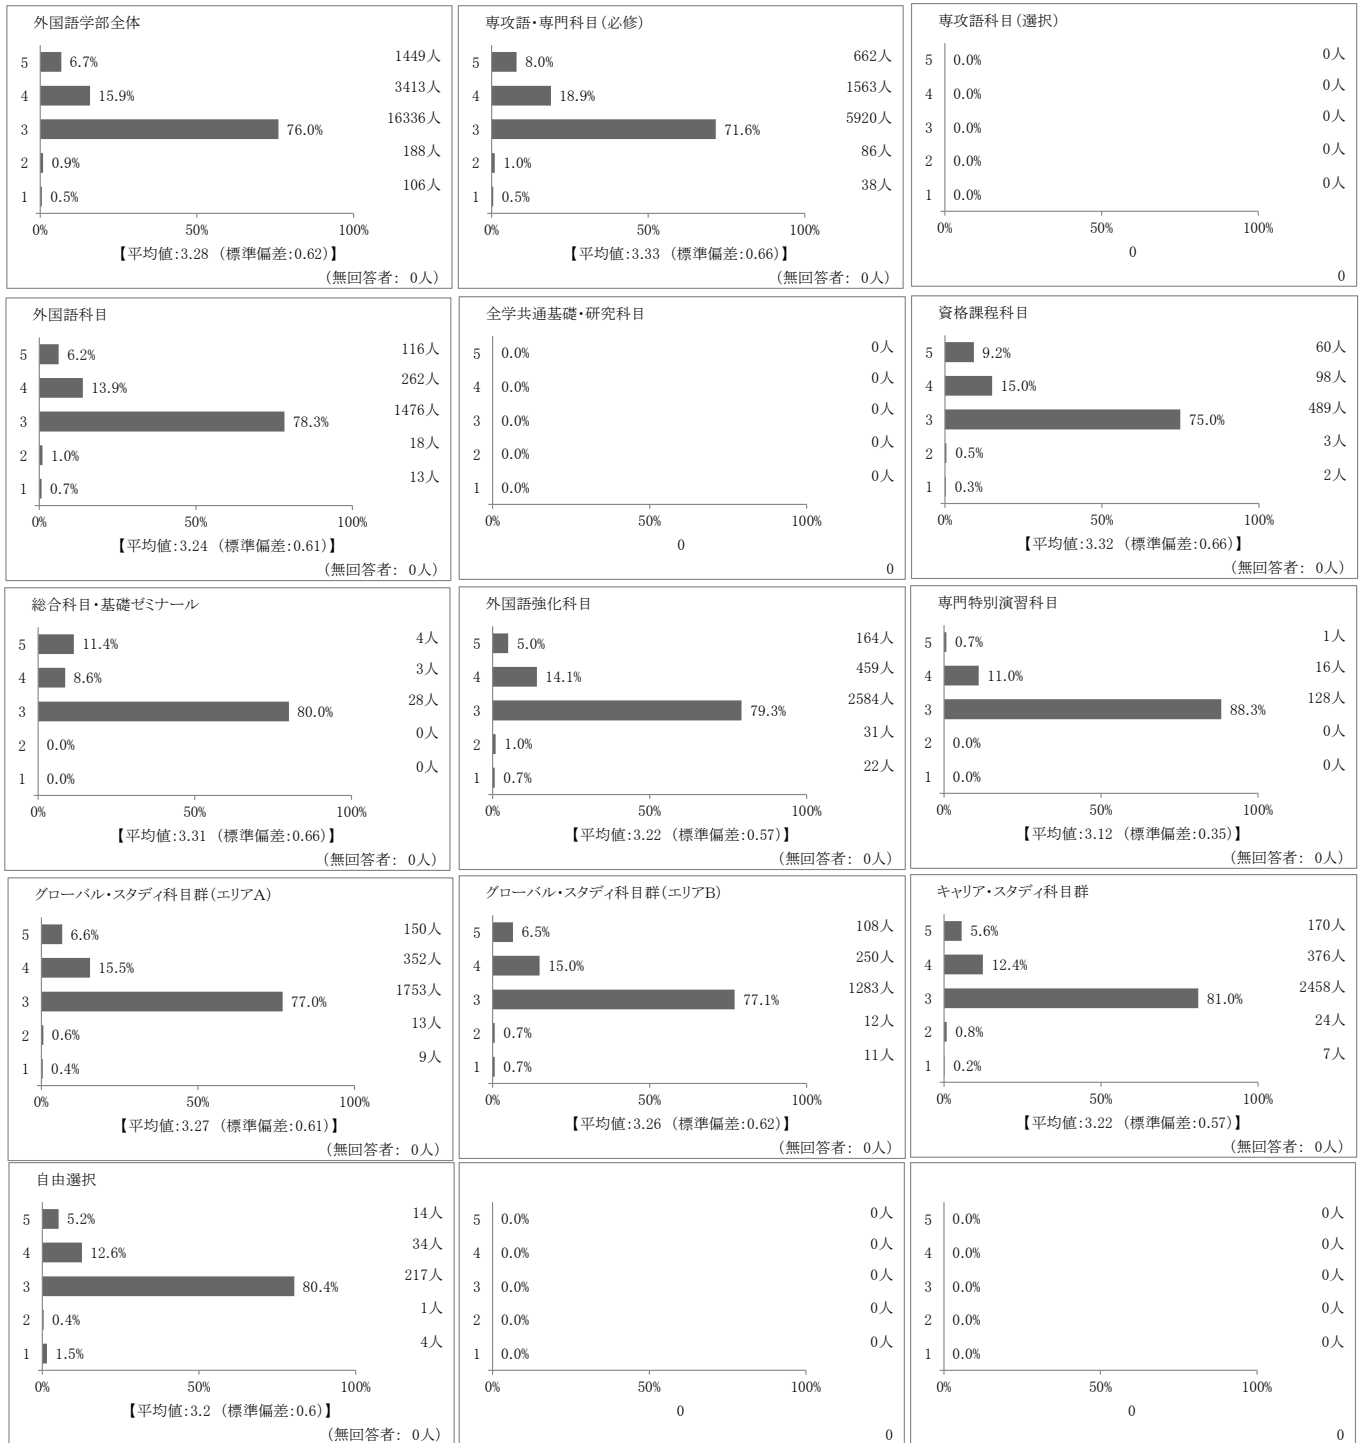 外国語学部全体
5 6.7% 1449人
4 15.9% 3413人
3 76.0% 16336人
2 0.9% 188人
1 0.5% 106人
0% 50% 100%
【平均値:3.28 (標準偏差:0.62)】
(無回答者: 0人)
専攻語・専門科目(必修)
5 8.0% 662人
4 18.9% 1563人
3 71.6% 5920人
2 1.0% 86人
1 0.5% 38人
0% 50% 100%
【平均値:3.33 (標準偏差:0.66)】
(無回答者: 0人)
専攻語科目(選択)
5 0.0% 0人
4 0.0% 0人
3 0.0% 0人
2 0.0% 0人
1 0.0% 0人
0% 50% 100%
0
0
外国語科目
5 6.2% 116人
4 13.9% 262人
3 78.3% 1476人
2 1.0% 18人
1 0.7% 13人
0% 50% 100%
【平均値:3.24 (標準偏差:0.61)】
(無回答者: 0人)
全学共通基礎・研究科目
5 0.0% 0人
4 0.0% 0人
3 0.0% 0人
2 0.0% 0人
1 0.0% 0人
0% 50% 100%
0
0
資格課程科目
5 9.2% 60人
4 15.0% 98人
3 75.0% 489人
2 0.5% 3人
1 0.3% 2人
0% 50% 100%
【平均値:3.32 (標準偏差:0.66)】
(無回答者: 0人)
総合科目・基礎ゼミナール
5 11.4% 4人
4 8.6% 3人
3 80.0% 28人
2 0.0% 0人
1 0.0% 0人
0% 50% 100%
【平均値:3.31 (標準偏差:0.66)】
(無回答者: 0人)
外国語強化科目
5 5.0% 164人
4 14.1% 459人
3 79.3% 2584人
2 1.0% 31人
1 0.7% 22人
0% 50% 100%
【平均値:3.22 (標準偏差:0.57)】
(無回答者: 0人)
専門特別演習科目
5 0.7% 1人
4 11.0% 16人
3 88.3% 128人
2 0.0% 0人
1 0.0% 0人
0% 50% 100%
【平均値:3.12 (標準偏差:0.35)】
(無回答者: 0人)
グローバル・スタディ科目群(エリアA)
5 6.6% 150人
4 15.5% 352人
3 77.0% 1753人
2 0.6% 13人
1 0.4% 9人
0% 50% 100%
【平均値:3.27 (標準偏差:0.61)】
(無回答者: 0人)
グローバル・スタディ科目群(エリアB)
5 6.5% 108人
4 15.0% 250人
3 77.1% 1283人
2 0.7% 12人
1 0.7% 11人
0% 50% 100%
【平均値:3.26 (標準偏差:0.62)】
(無回答者: 0人)
キャリア・スタディ科目群
5 5.6% 170人
4 12.4% 376人
3 81.0% 2458人
2 0.8% 24人
1 0.2% 7人
0% 50% 100%
【平均値:3.22 (標準偏差:0.57)】
(無回答者: 0人)
自由選択
5 5.2% 14人
4 12.6% 34人
3 80.4% 217人
2 0.4% 1人
1 1.5% 4人
0% 50% 100%
【平均値:3.2 (標準偏差:0.6)】
(無回答者: 0人)
5 0.0% 0人
4 0.0% 0人
3 0.0% 0人
2 0.0% 0人
1 0.0% 0人
0% 50% 100%
0
0
5 0.0% 0人
4 0.0% 0人
3 0.0% 0人
2 0.0% 0人
1 0.0% 0人
0% 50% 100%
0
0